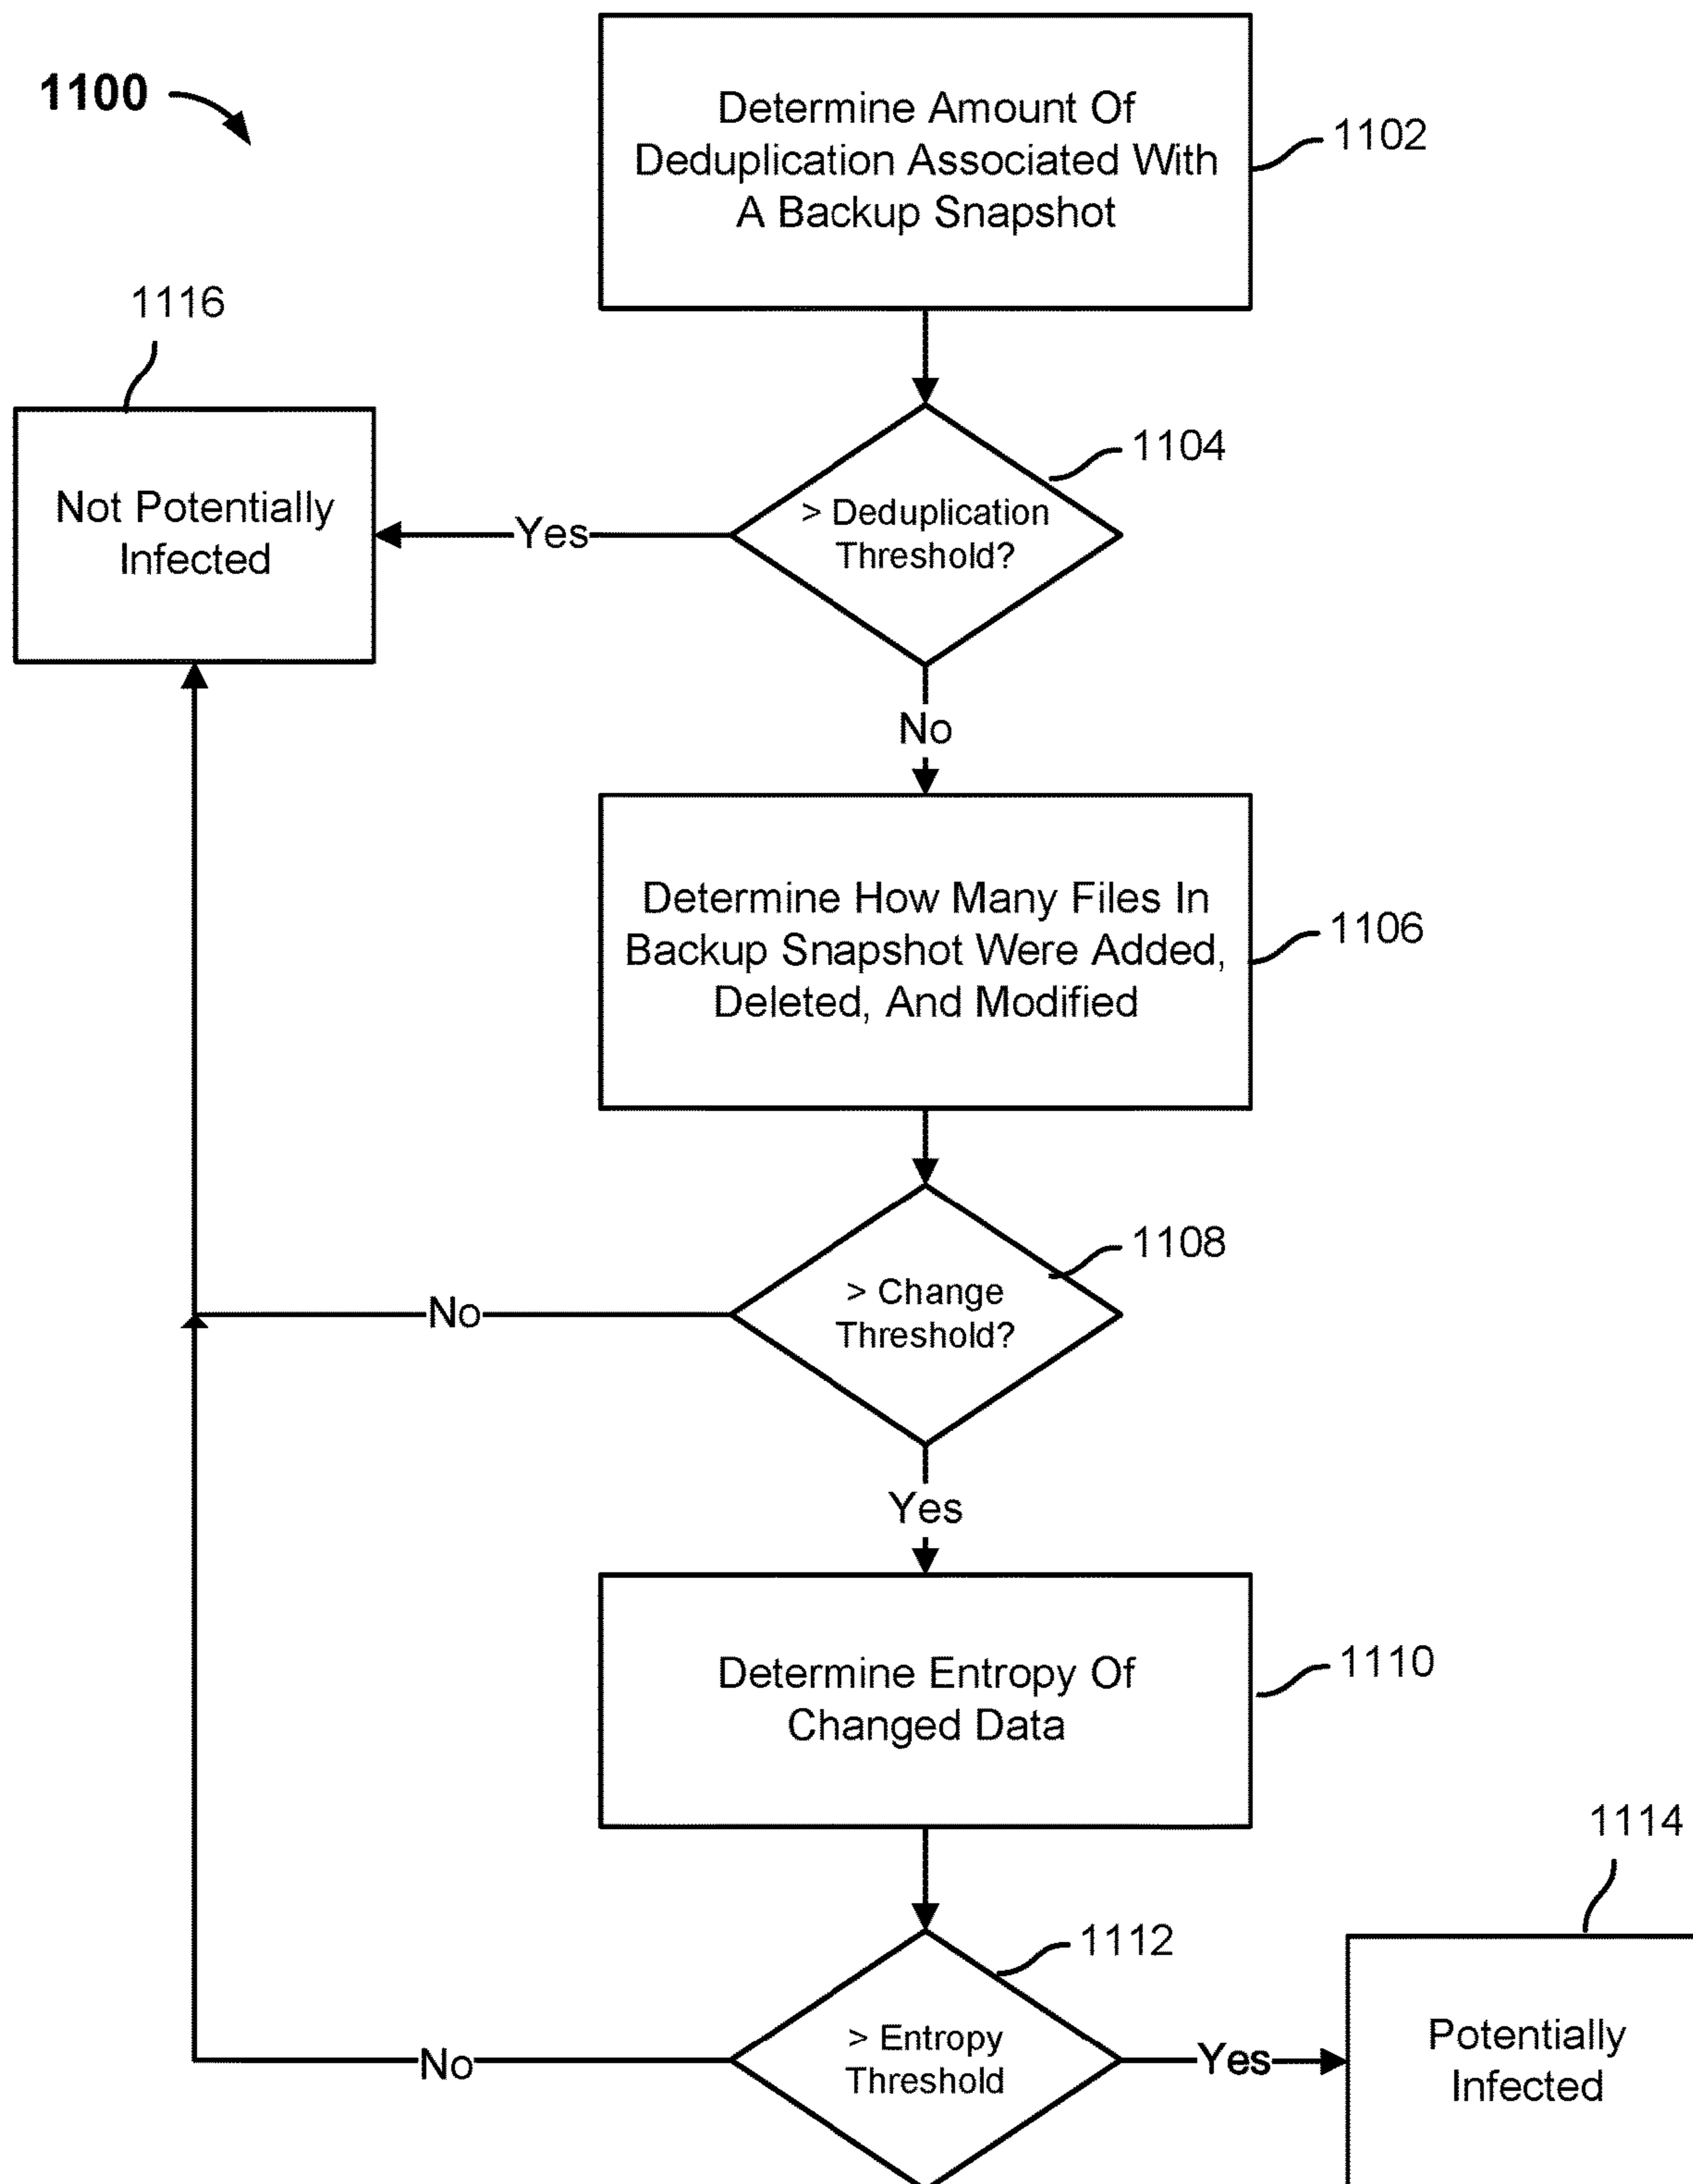 1100
Determine Amount Of
Deduplication Associated With
A Backup Snapshot
1102
1116
Not Potentially
Infected
Yes
> Deduplication
Threshold?
1104
No
Determine How Many Files In
Backup Snapshot Were Added,
Deleted, And Modified
1106
> Change
Threshold?
1108
No
Yes
Determine Entropy Of
Changed Data
1110
> Entropy
Threshold
1112
No
Yes
1114
Potentially
Infected